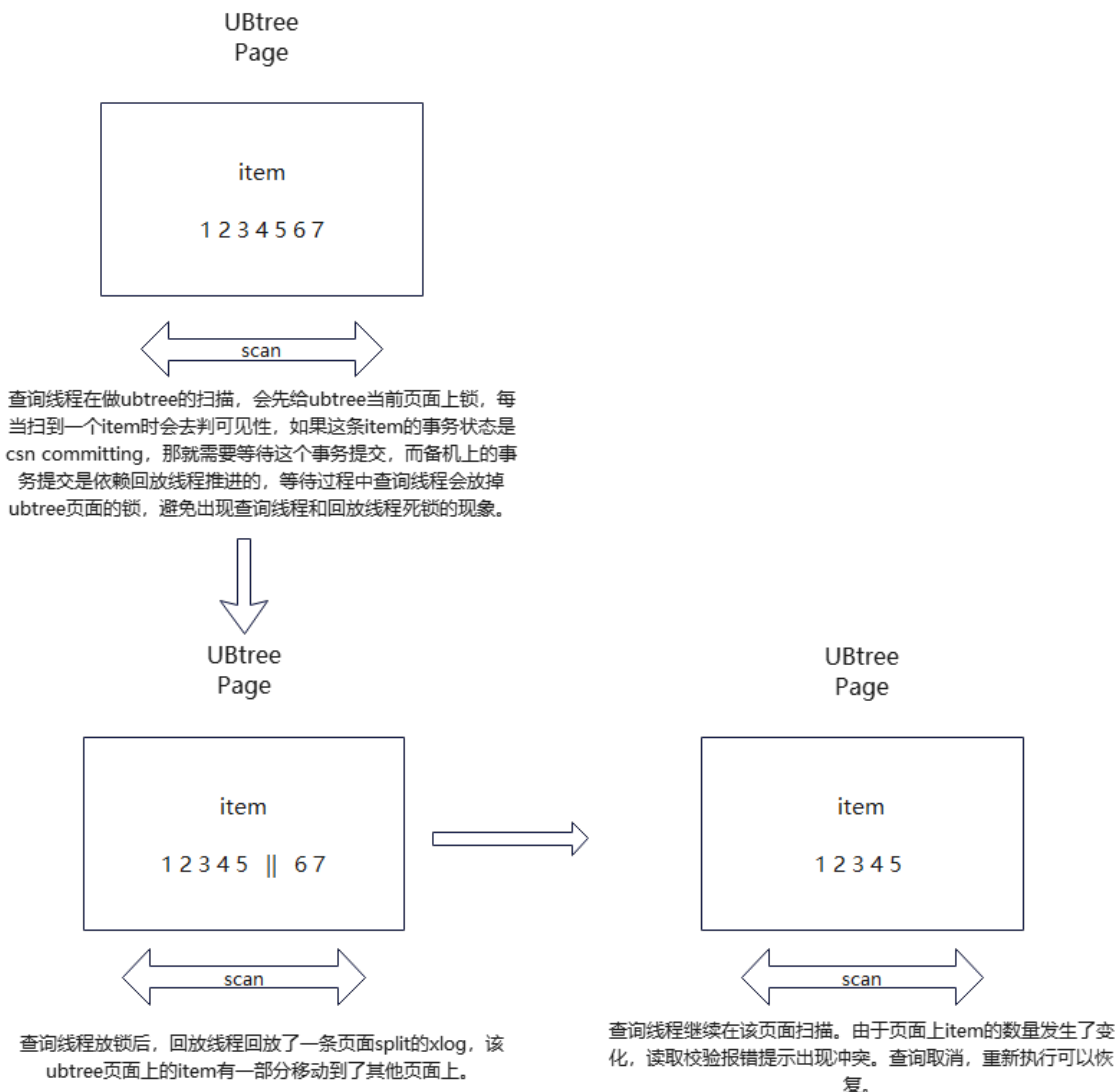 UBtree
Page
item
1 2 3 4 5 6 7
scan
查询线程在做ubtree的扫描，会先给ubtree当前页面上锁，每
当扫到一个item时会去判可见性，如果这条item的事务状态是
csn committing，那就需要等待这个事务提交，而备机上的事
务提交是依赖回放线程推进的，等待过程中查询线程会放掉
ubtree页面的锁，避免出现查询线程和回放线程死锁的现象。
UBtree
Page
item
1 2 3 4 5 || 6 7
scan
查询线程放锁后，回放线程回放了一条页面split的xlog，该
ubtree页面上的item有一部分移动到了其他页面上。
UBtree
Page
item
1 2 3 4 5
scan
查询线程继续在该页面扫描。由于页面上item的数量发生了变
化，读取校验报错提示出现冲突。查询取消，重新执行可以恢
复。